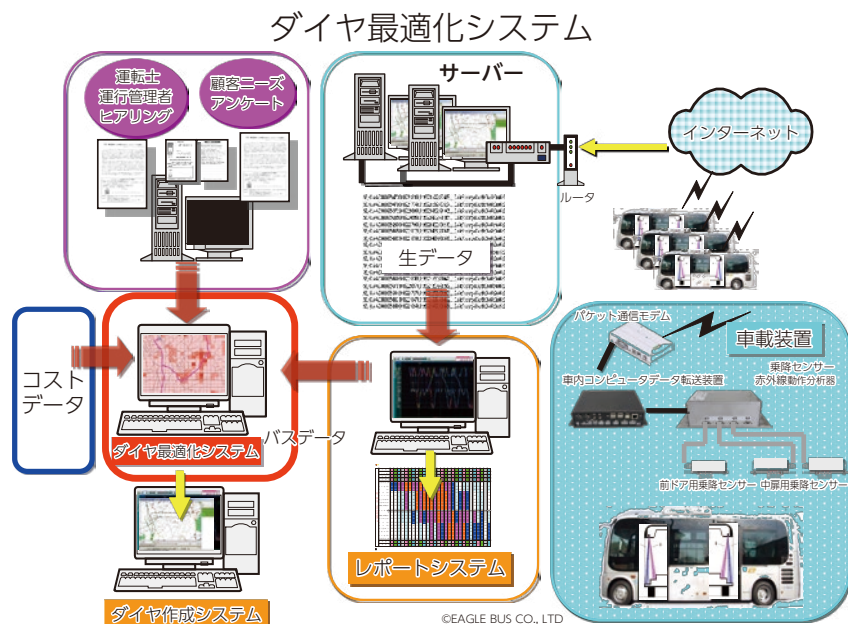 ダイヤ最適化システム
運転士
運行管理者
ヒアリング
顧客ニーズ
アンケート
サーバー
インターネット
ルータ
生データ
コスト
データ
ダイヤ最適化システム
バスデータ
ダイヤ作成システム
レポートシステム
パケット通信モデム
車載装置
車内コンピュータデータ転送装置
乗降センサー
赤外線動作分析器
前ドア用乗降センサー
中扉用乗降センサー
©EAGLE BUS CO., LTD